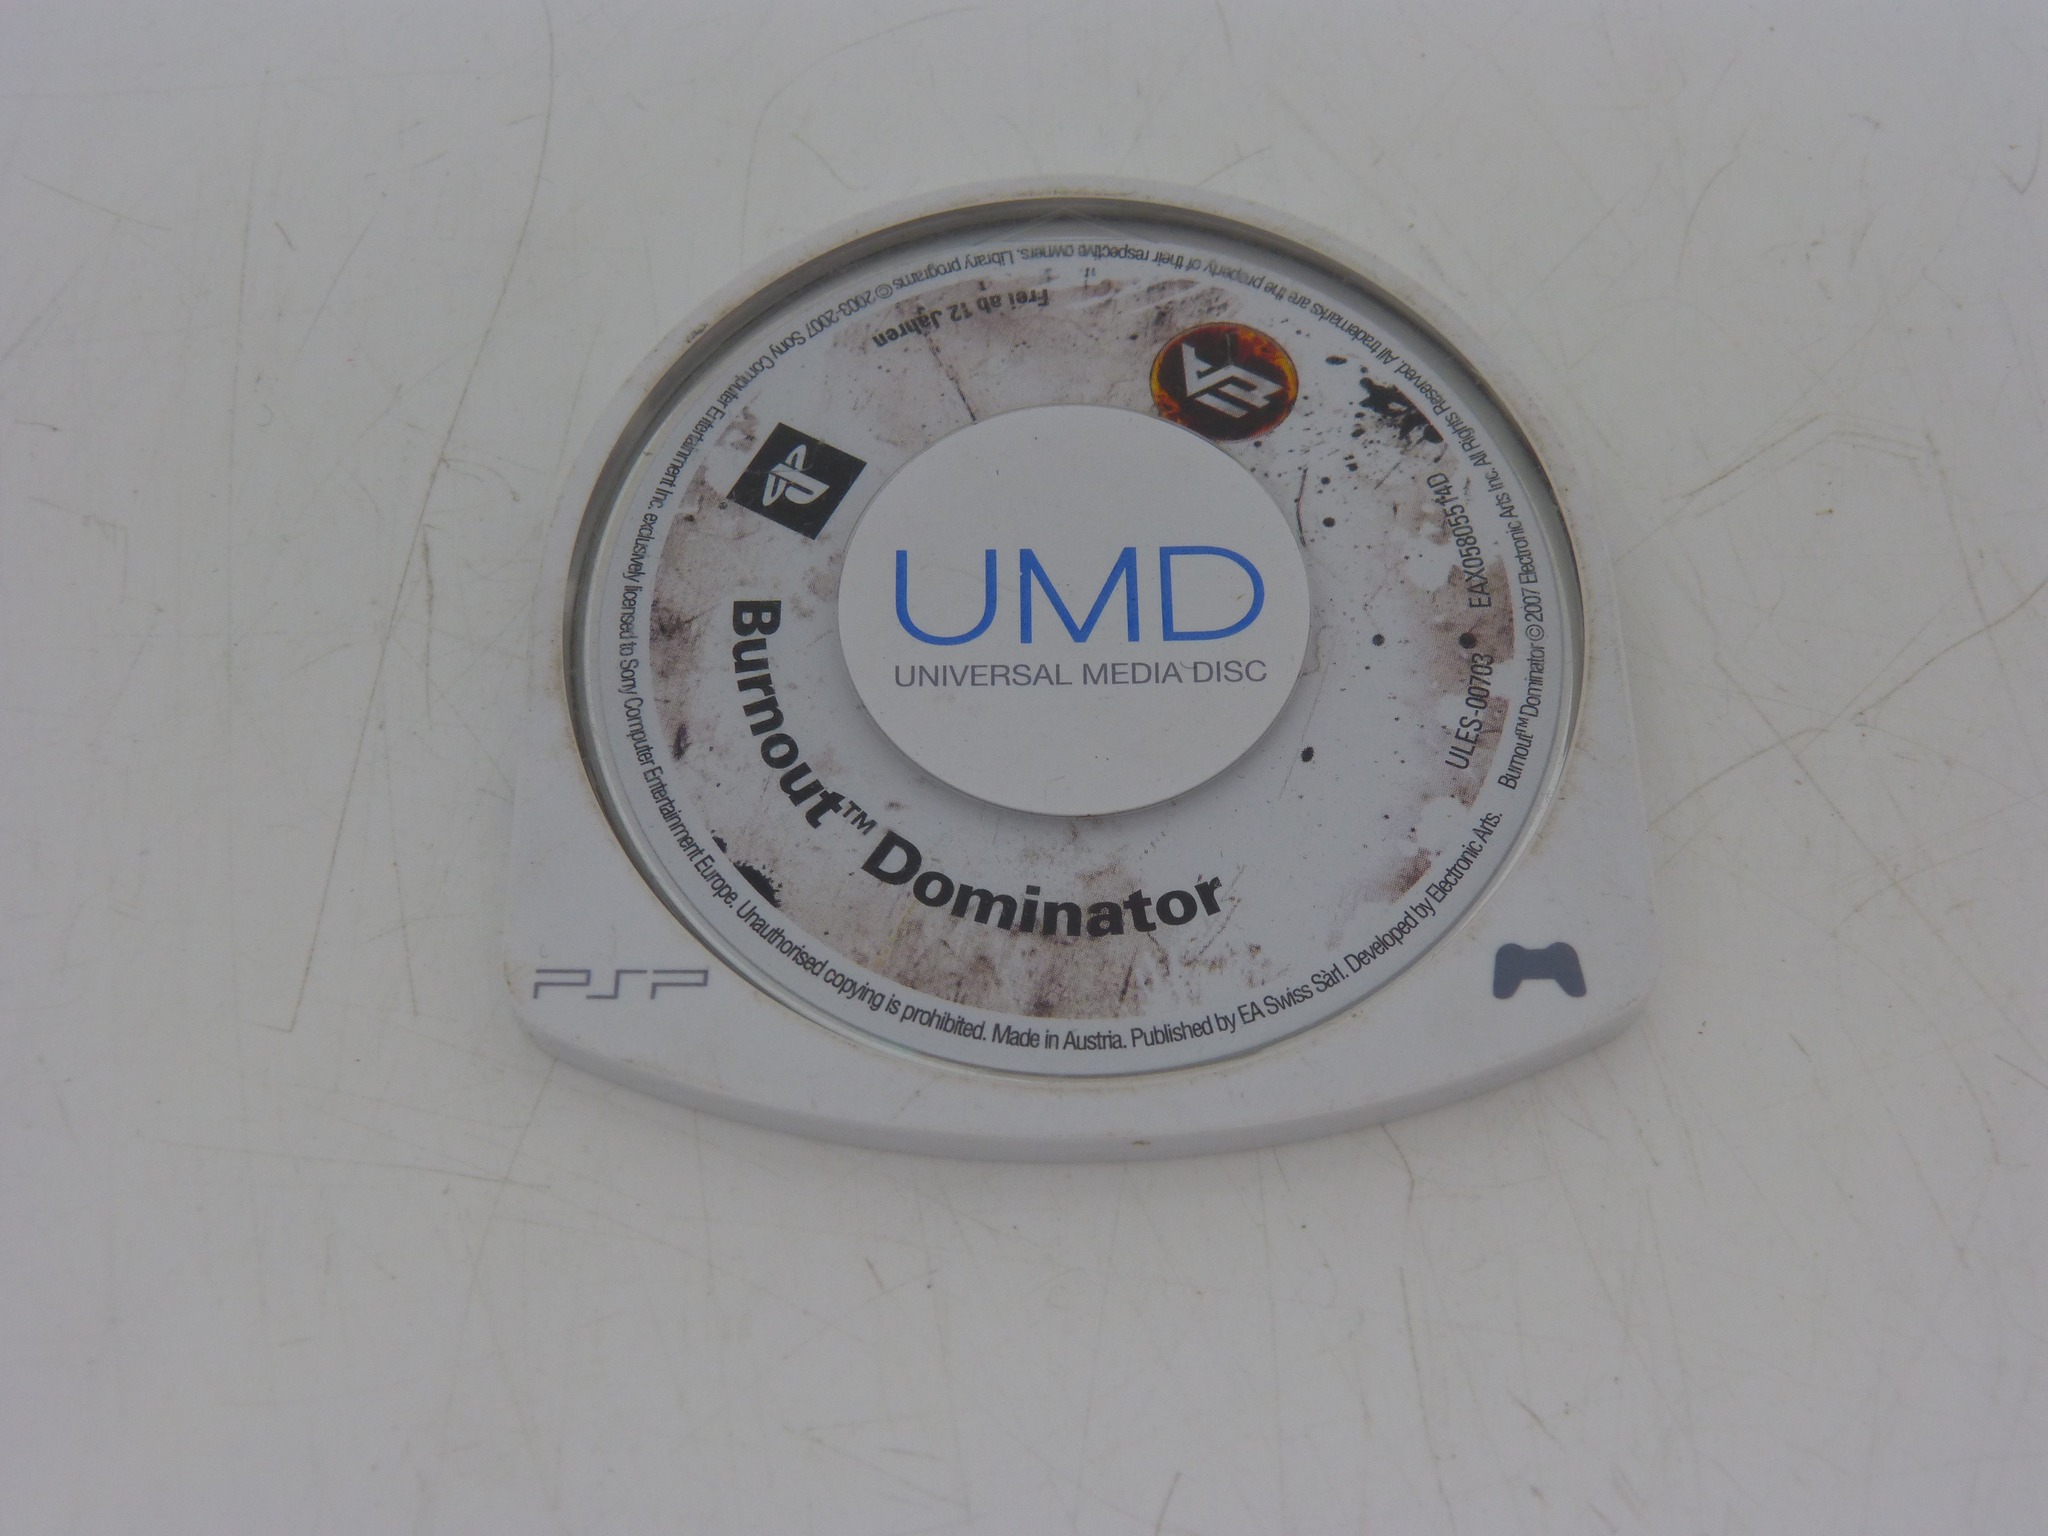 UMD
UNIVERSAL MEDIA DISC
Burnout™ Dominator
Frei ab 12 Jahren
ULES-00703
EAX05805514D
Burnout™ Dominator © 2007 Electronic Arts Inc. All Rights Reserved. All trademarks are the property of their respective owners. Library programs © 2003-2007 Sony Computer Entertainment Inc. exclusively licensed to Sony Computer Entertainment Europe. Unauthorised copying is prohibited. Made in Austria. Published by EA Swiss Sàrl. Developed by Electronic Arts.
PSP